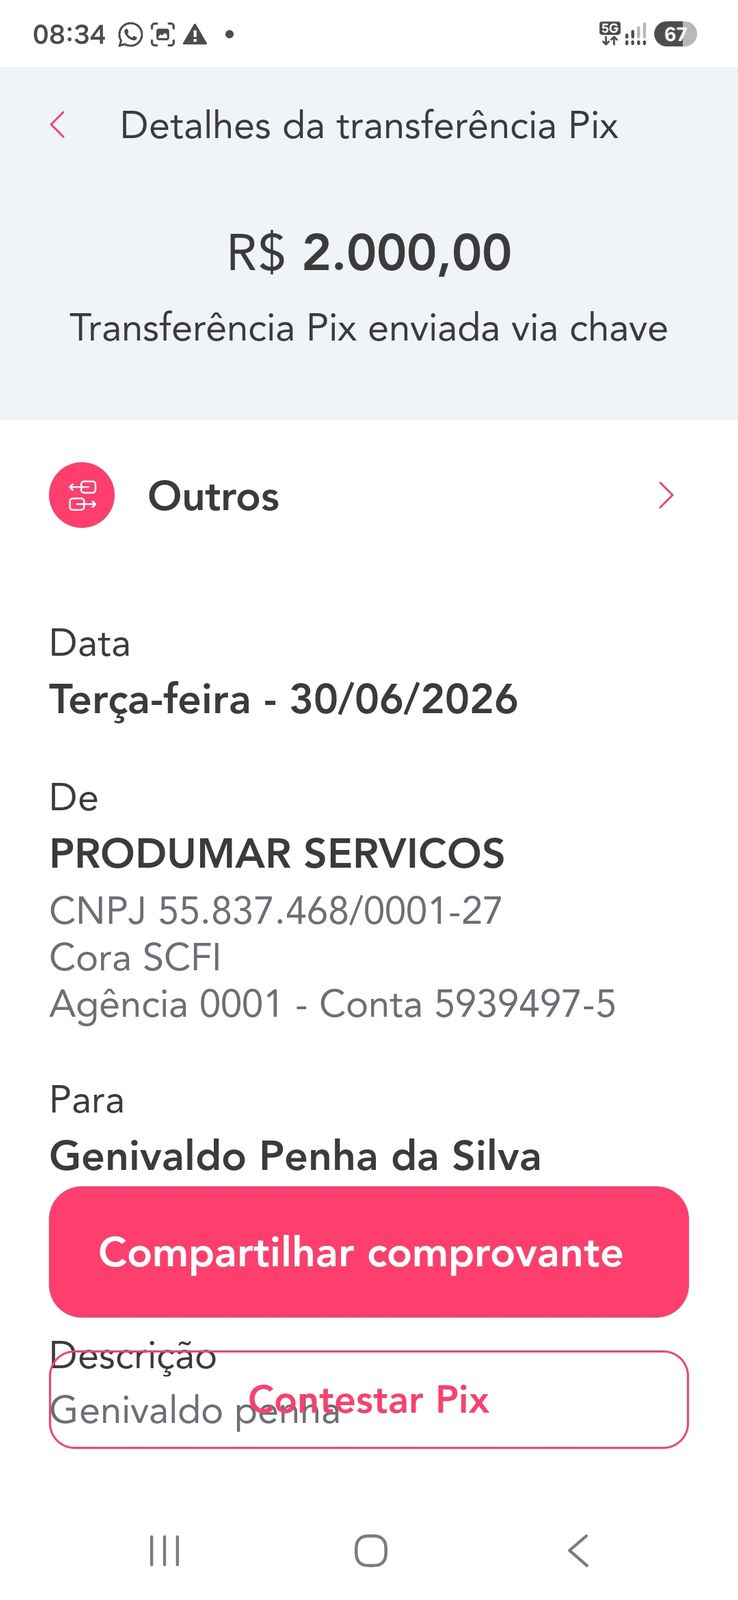 08:34
5G
67
Detalhes da transferência Pix
R$ 2.000,00
Transferência Pix enviada via chave
Outros
Data
Terça-feira - 30/06/2026
De
PRODUMAR SERVICOS
CNPJ 55.837.468/0001-27
Cora SCFI
Agência 0001 - Conta 5939497-5
Para
Genivaldo Penha da Silva
Compartilhar comprovante
Descrição
Genivaldo penha
Contestar Pix